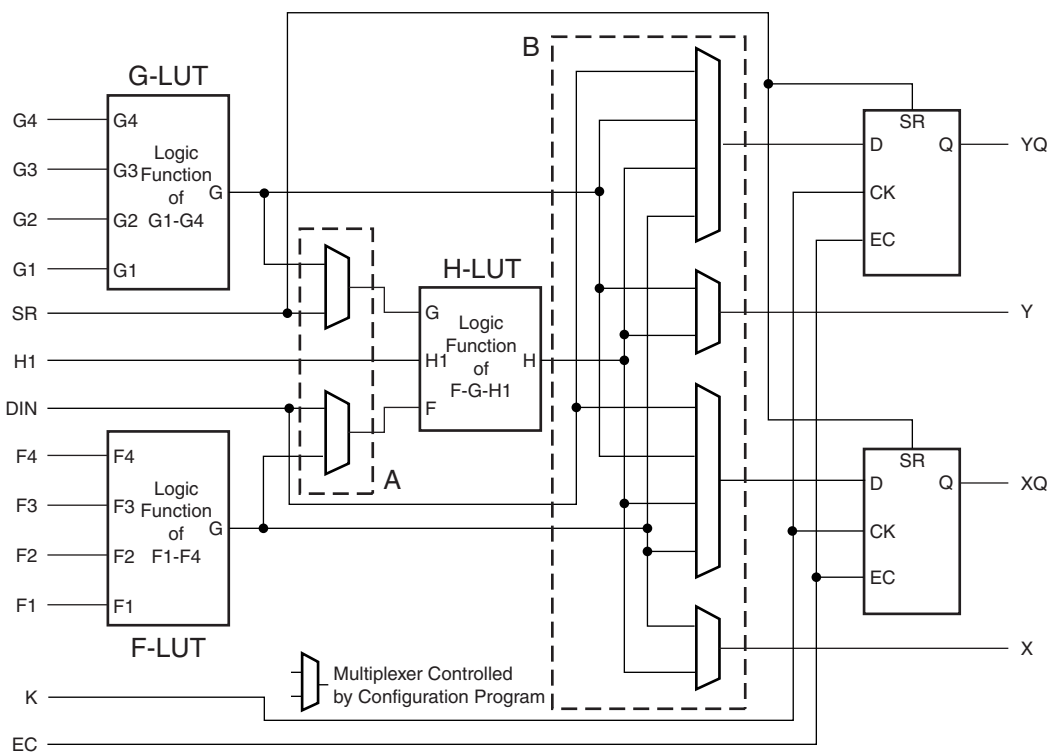 B
G-LUT
G4
G3
G2
G1
G4
G3
G2
G1
Logic
Function
of
G1-G4
G
SR
H1
DIN
H-LUT
G
H1
F
Logic
Function
of
F-G-H1
H
A
F4
F3
F2
F1
F4
F3
F2
F1
Logic
Function
of
F1-F4
G
F-LUT
Multiplexer Controlled
by Configuration Program
K
EC
SR
D
CK
EC
Q
YQ
Y
SR
D
CK
EC
Q
XQ
X